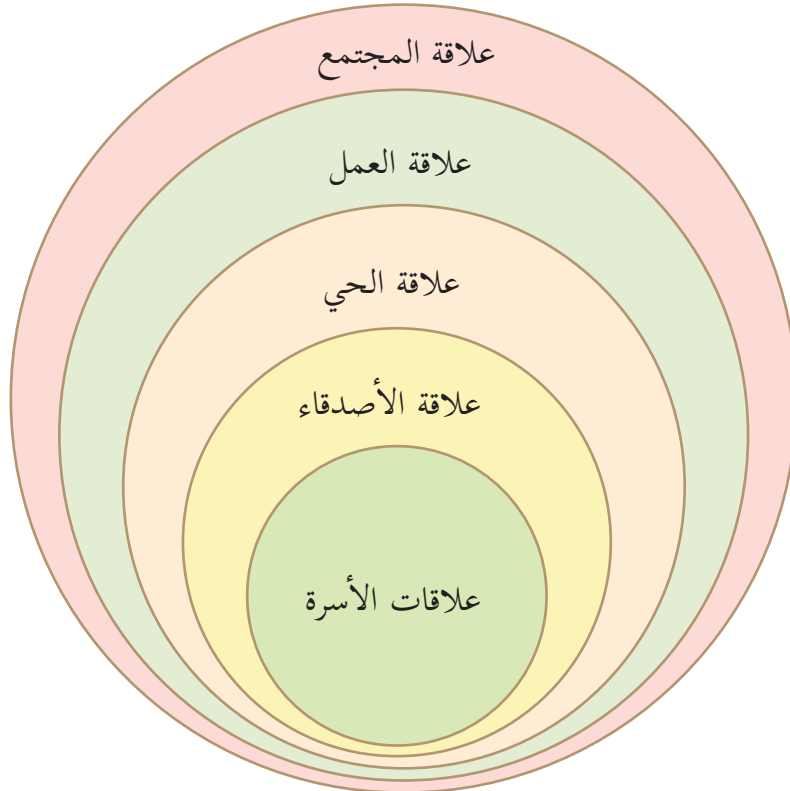 علاقة المجتمع
علاقة العمل
علاقة الحي
علاقة الأصدقاء
علاقات الأسرة